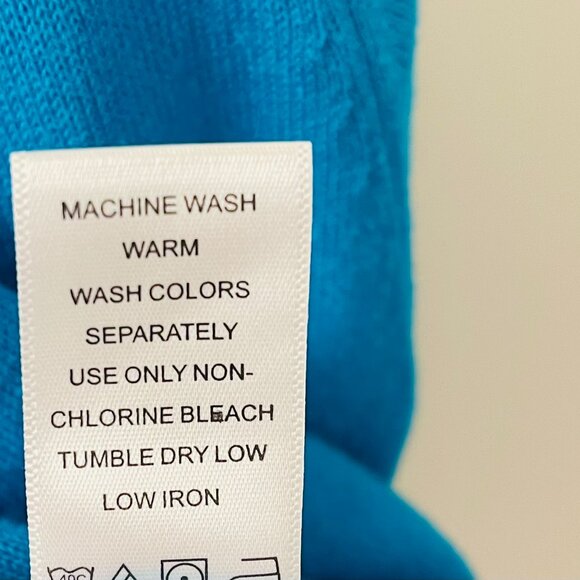 MACHINE WASH
WARM
WASH COLORS
SEPARATELY
USE ONLY NON-
CHLORINE BLEACH
TUMBLE DRY LOW
LOW IRON